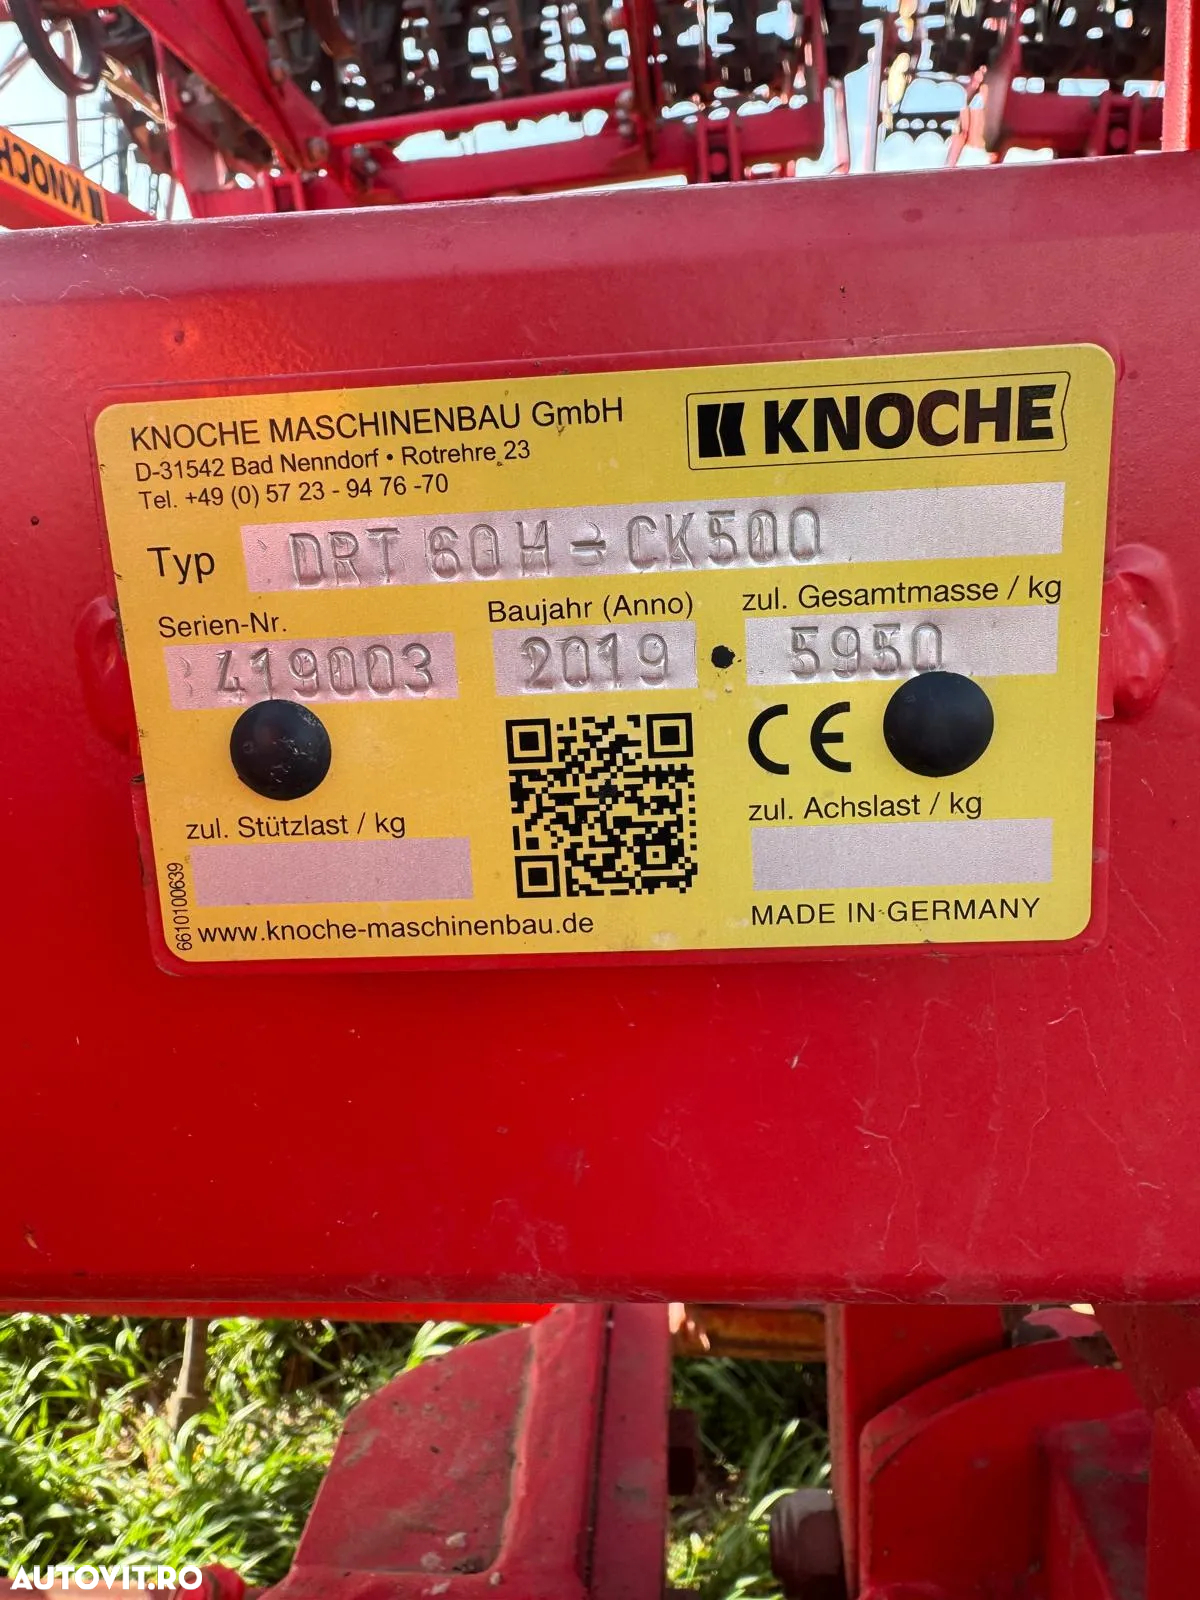 KNOCHE
KNOCHE MASCHINENBAU GmbH
D-31542 Bad Nenndorf • Rotrehre 23
Tel. +49 (0) 57 23 - 94 76 -70
KNOCHE
Typ DRT 60H-CK500
Serien-Nr. 419003
Baujahr (Anno) 2019
zul. Gesamtmasse / kg 5950
CE
zul. Stützlast / kg
zul. Achslast / kg
6610100639
www.knoche-maschinenbau.de
MADE IN GERMANY
AUTOVIT.RO